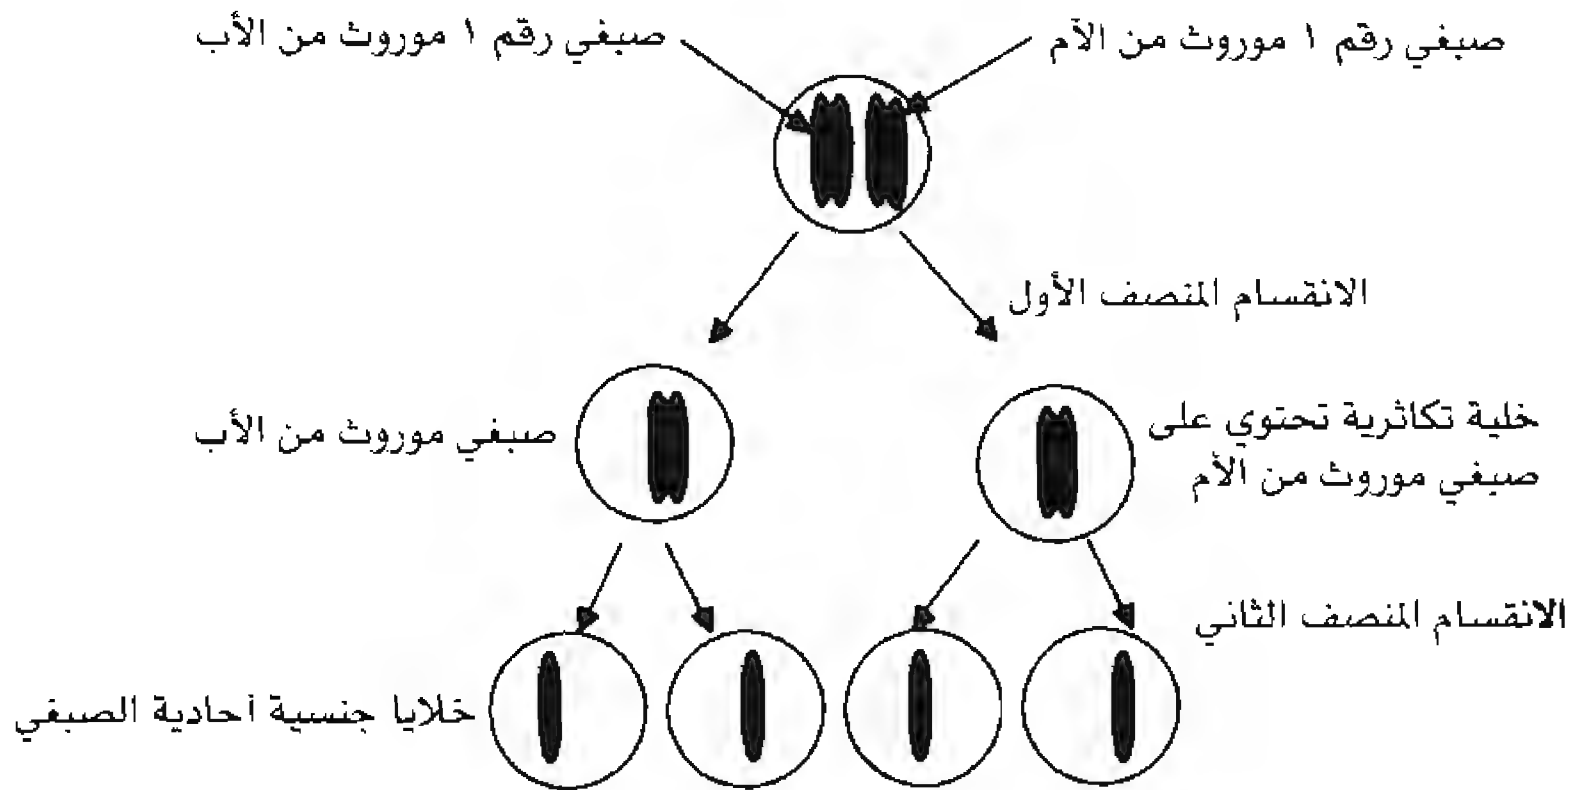 صبغي رقم ١ موروث من الأم
صبغي رقم ١ موروث من الأب
الانقسام المنصف الأول
خلية تكاثرية تحتوي على
صبغي موروث من الأم
صبغي موروث من الأب
الانقسام المنصف الثاني
خلايا جنسية أحادية الصبغي